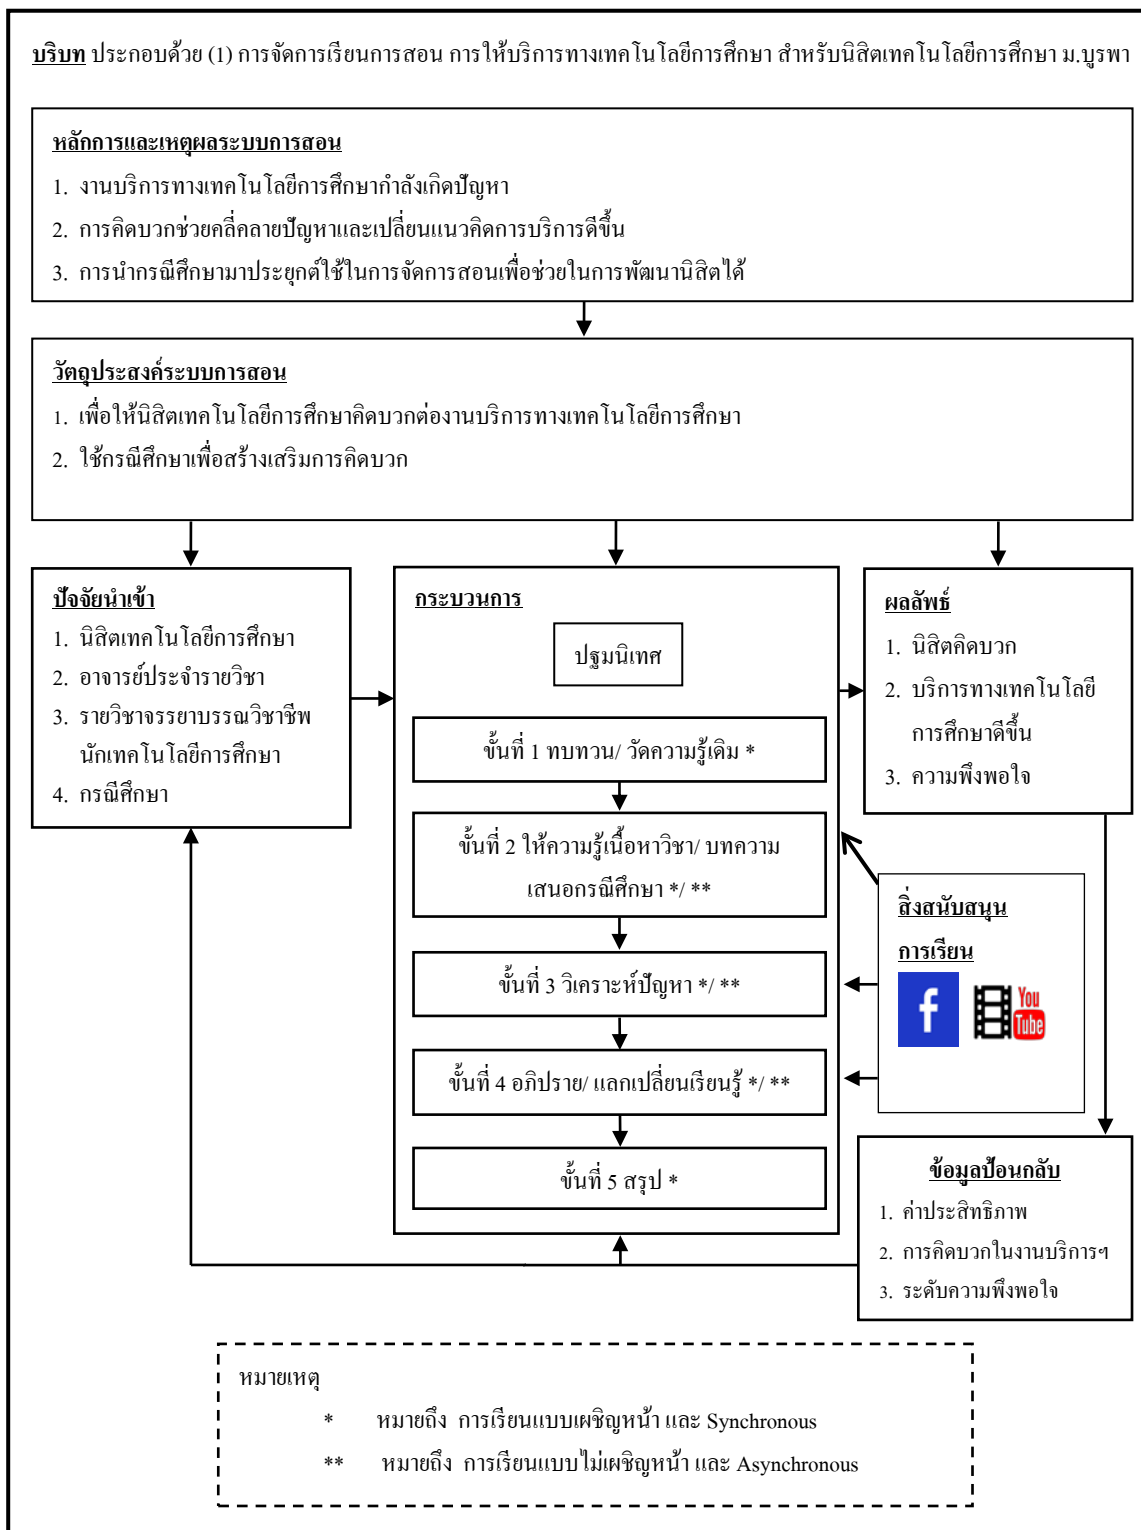 บริบท ประกอบด้วย (1) การจัดการเรียนการสอน การให้บริการทางเทคโนโลยีการศึกษา สำหรับนิสิตเทคโนโลยีการศึกษา ม.บูรพา
หลักการและเหตุผลระบบการสอน
1. งานบริการทางเทคโนโลยีการศึกษากำลังเกิดปัญหา
2. การคิดบวกช่วยคลี่คลายปัญหาและเปลี่ยนแนวคิดการบริการดีขึ้น
3. การนำกรณีศึกษามาประยุกต์ใช้ในการจัดการสอนเพื่อช่วยในการพัฒนานิสิตได้
วัตถุประสงค์ระบบการสอน
1. เพื่อให้นิสิตเทคโนโลยีการศึกษาคิดบวกต่องานบริการทางเทคโนโลยีการศึกษา
2. ใช้กรณีศึกษาเพื่อสร้างเสริมการคิดบวก
ปัจจัยนำเข้า
1. นิสิตเทคโนโลยีการศึกษา
2. อาจารย์ประจำรายวิชา
3. รายวิชาจรรยาบรรณวิชาชีพ
นักเทคโนโลยีการศึกษา
4. กรณีศึกษา
กระบวนการ
ปฐมนิเทศ
ขั้นที่ 1 ทบทวน/ วัดความรู้เดิม *
ขั้นที่ 2 ให้ความรู้เนื้อหาวิชา/ บทความ
เสนอกรณีศึกษา */ **
ขั้นที่ 3 วิเคราะห์ปัญหา */ **
ขั้นที่ 4 อภิปราย/ แลกเปลี่ยนเรียนรู้ */ **
ขั้นที่ 5 สรุป *
ผลลัพธ์
1. นิสิตคิดบวก
2. บริการทางเทคโนโลยี
การศึกษาดีขึ้น
3. ความพึงพอใจ
สิ่งสนับสนุน
การเรียน
f
You
Tube
ข้อมูลป้อนกลับ
1. ค่าประสิทธิภาพ
2. การคิดบวกในงานบริการฯ
3. ระดับความพึงพอใจ
หมายเหตุ
* หมายถึง การเรียนแบบเผชิญหน้า และ Synchronous
** หมายถึง การเรียนแบบไม่เผชิญหน้า และ Asynchronous